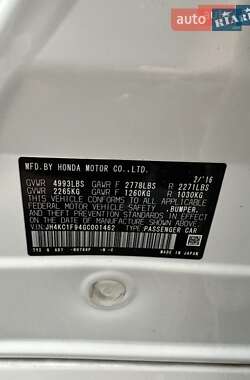 auto
RIA
MFD.BY HONDA MOTOR CO.,LTD. 2/'16
GVWR 4993LBS GAWR F 2778LBS R 2271LBS
GVWR 2265KG GAWR F 1260KG R 1030KG
THIS VEHICLE CONFORMS TO ALL APPLICABLE
FEDERAL MOTOR VEHICLE SAFETY ,BUMPER,
AND THEFT PREVENTION STANDARDS IN EFFECT
ON THE DATE OF MANUFACTURE SHOWN ABOVE.
VIN:JH4KC1F94GC001462 TYPE:PASSENGER CAR
MADE IN JAPAN